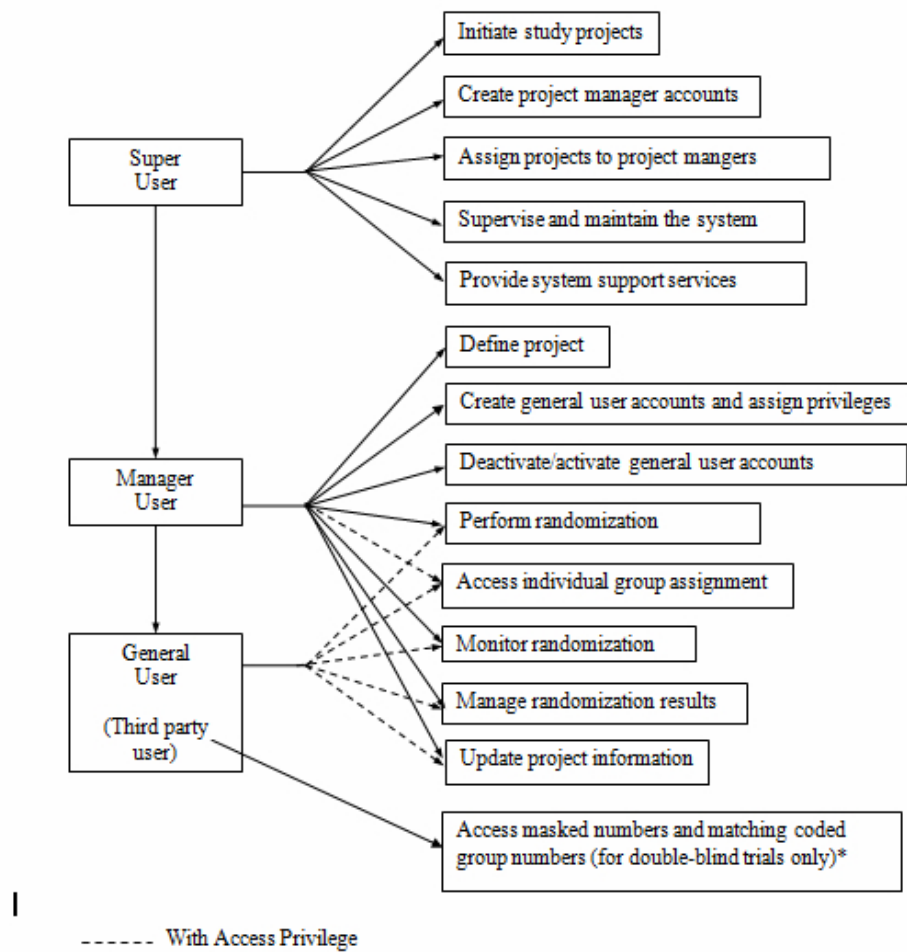 Initiate study projects
Create project manager accounts
Super
User
Assign projects to project mangers
Supervise and maintain the system
Provide system support services
Define project
Create general user accounts and assign privileges
Manager
User
Deactivate/activate general user accounts
Perform randomization
Access individual group assignment
General
User
(Third party
user)
Monitor randomization
Manage randomization results
Update project information
Access masked numbers and matching coded
group numbers (for double-blind trials only)*
With Access Privilege